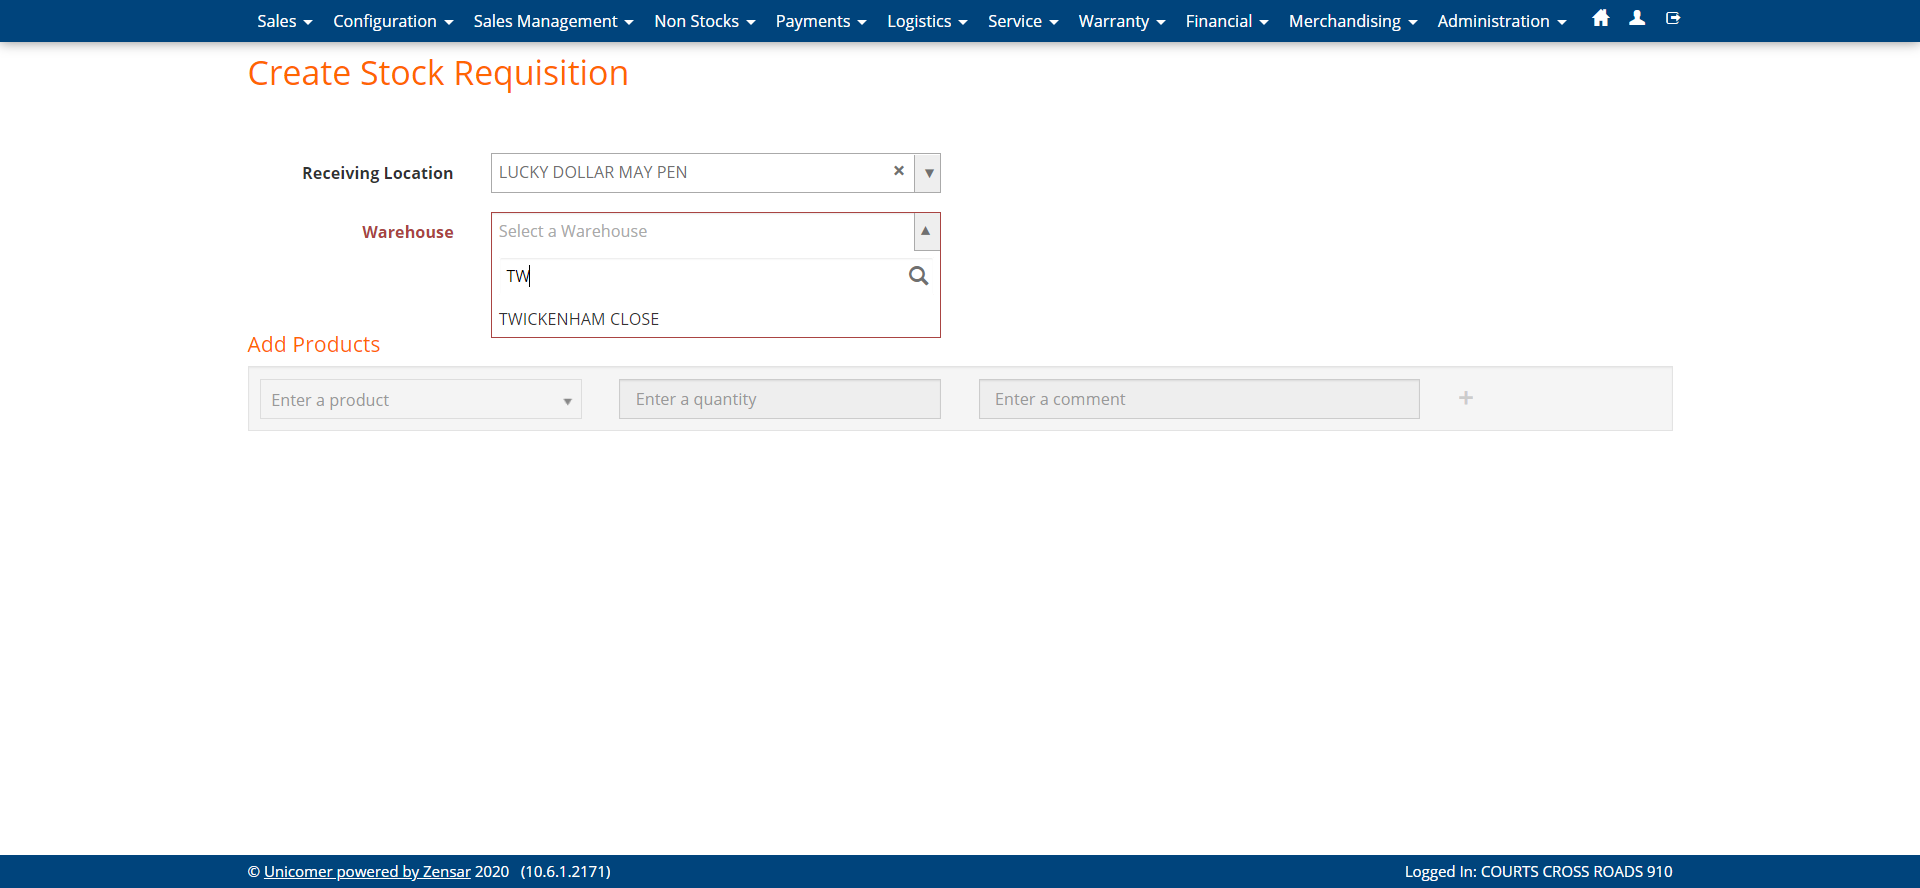 Sales Configuration Sales Management Non Stocks Payments Logistics Service Warranty Financial Merchandising Administration
Create Stock Requisition
Receiving Location LUCKY DOLLAR MAY PEN
Warehouse Select a Warehouse
TW
TWICKENHAM CLOSE
Add Products
Enter a product Enter a quantity Enter a comment
© Unicomer powered by Zensar 2020 (10.6.1.2171) Logged In: COURTS CROSS ROADS 910